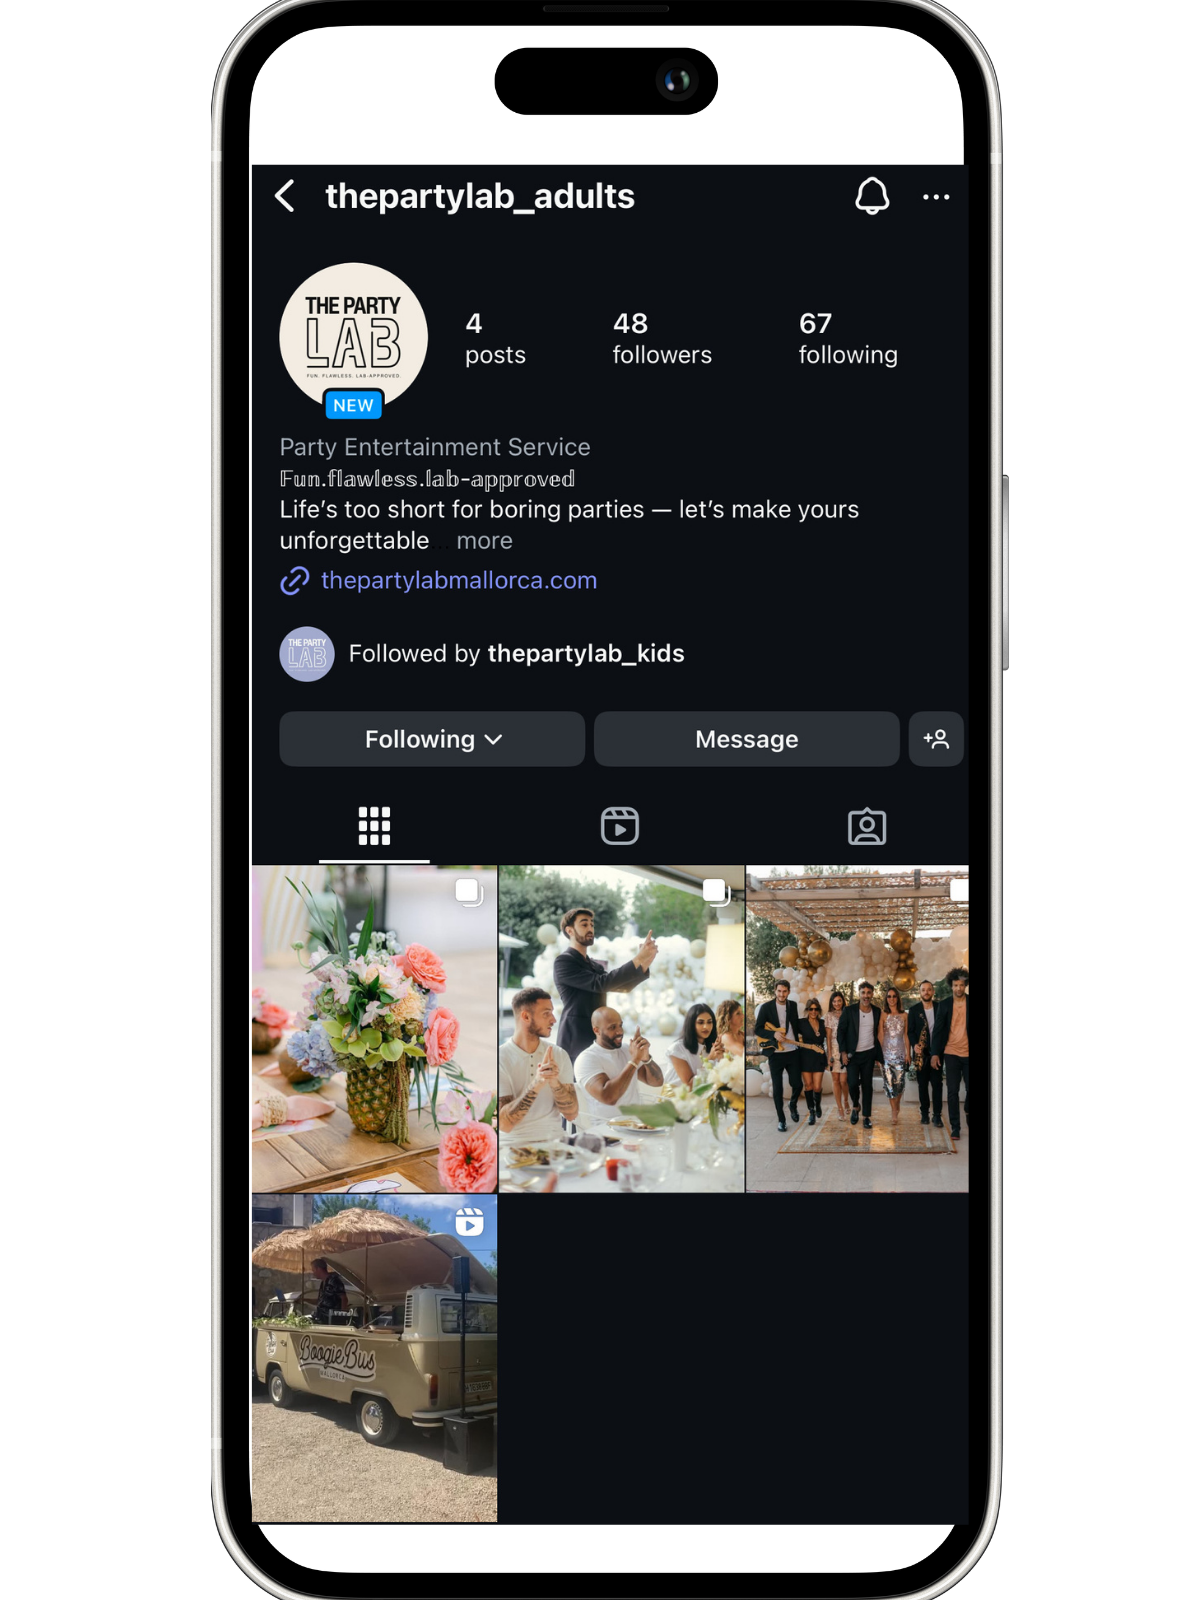 thepartylab_adults
THE PARTY
LAB
FUN. FLAWLESS. LAB-APPROVED.
NEW
4
posts
48
followers
67
following
Party Entertainment Service
𝔽𝕦𝕟.𝕗𝕝𝕒𝕨𝕝𝕖𝕤𝕤.𝕝𝕒𝕓-𝕒𝕡𝕡𝕣𝕠𝕧𝕖𝕕
Life’s too short for boring parties — let’s make yours
unforgettable... more
thepartylabmallorca.com
THE PARTY
LAB
Followed by thepartylab_kids
Following
Message
BoogieBus
MALLORCA